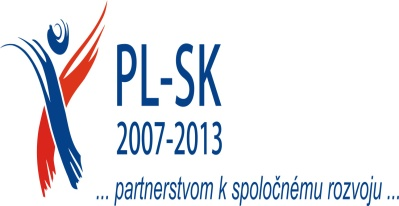 PL-SK
2007-2013
... partnerstvom k spoločnému rozvoju ...